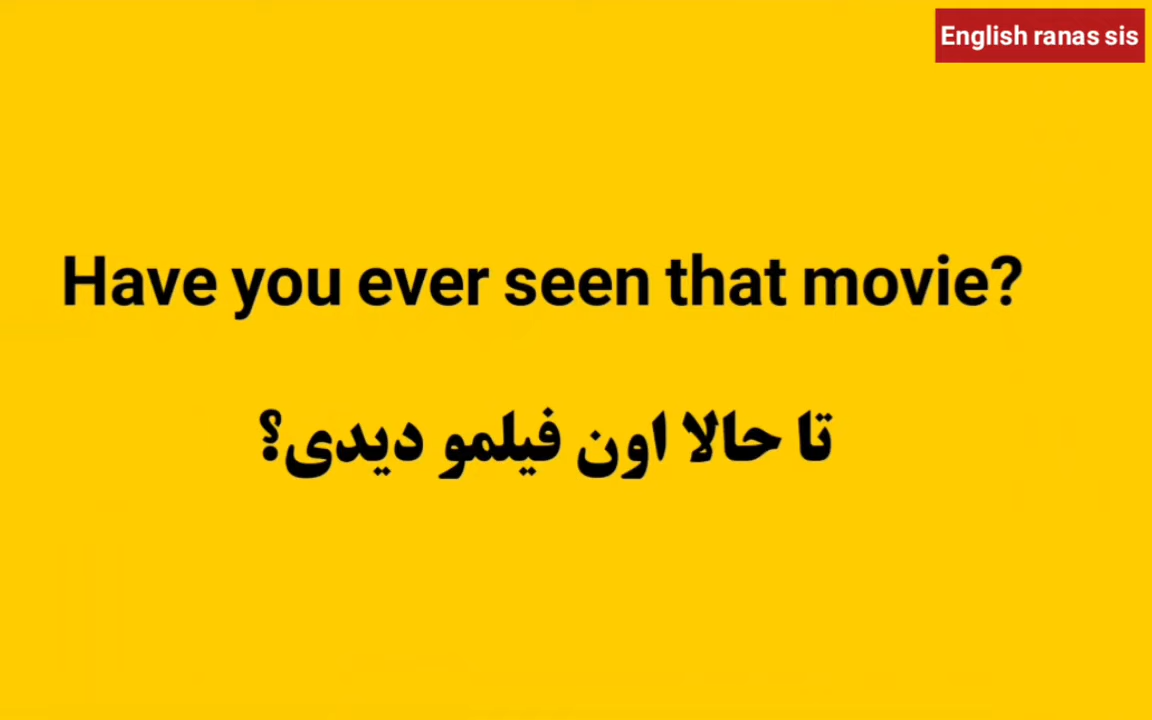 English ranas sis
Have you ever seen that movie?
تا حالا اون فیلمو دیدی؟